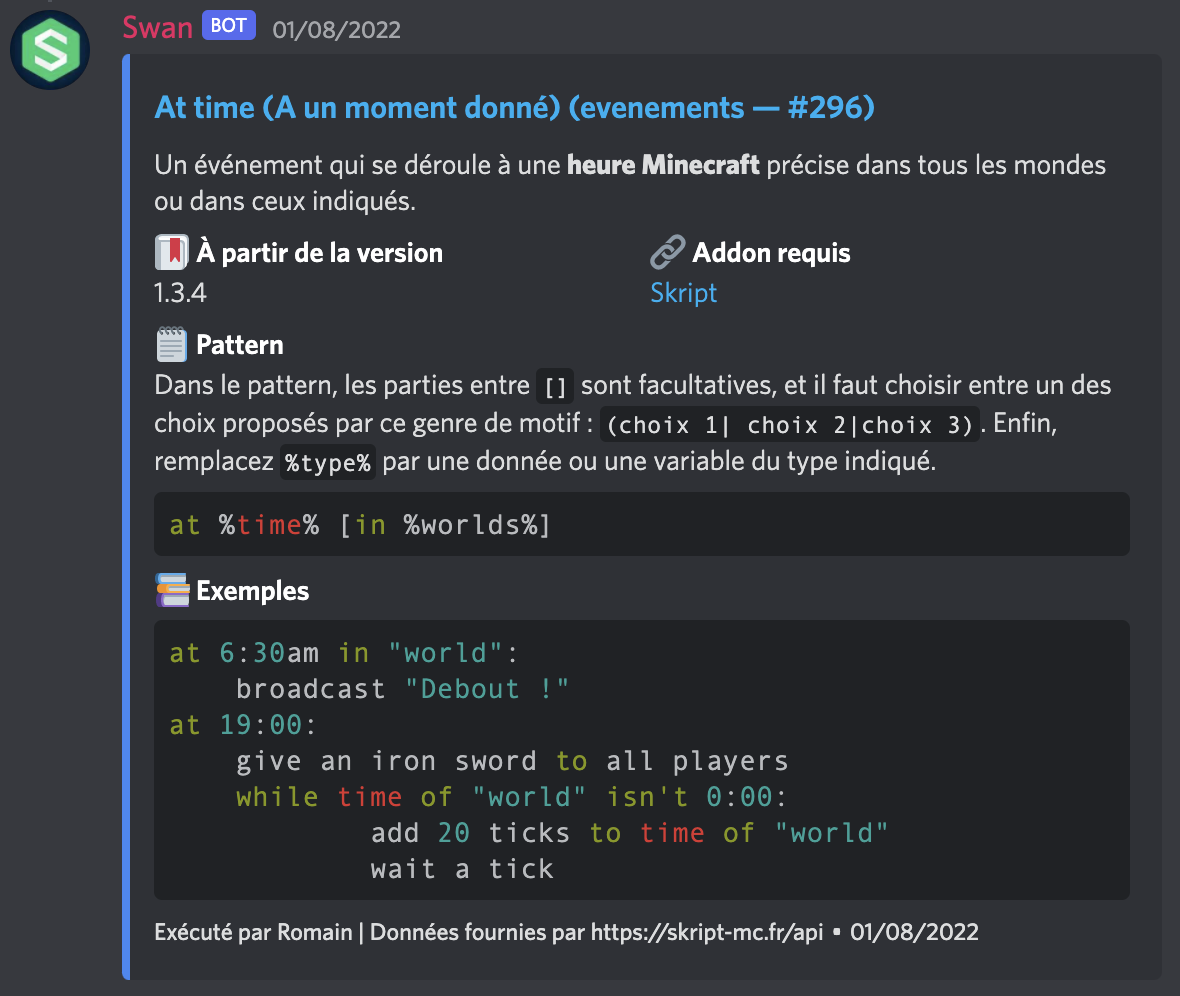 Swan BOT 01/08/2022
At time (A un moment donné) (evenements — #296)
Un événement qui se déroule à une heure Minecraft précise dans tous les mondes
ou dans ceux indiqués.
À partir de la version Addon requis
1.3.4 Skript
Pattern
Dans le pattern, les parties entre [] sont facultatives, et il faut choisir entre un des
choix proposés par ce genre de motif : (choix 1| choix 2|choix 3). Enfin,
remplacez %type% par une donnée ou une variable du type indiqué.
at %time% [in %worlds%]
Exemples
at 6:30am in "world":
    broadcast "Debout !"
at 19:00:
    give an iron sword to all players
    while time of "world" isn't 0:00:
            add 20 ticks to time of "world"
            wait a tick
Exécuté par Romain | Données fournies par https://skript-mc.fr/api • 01/08/2022